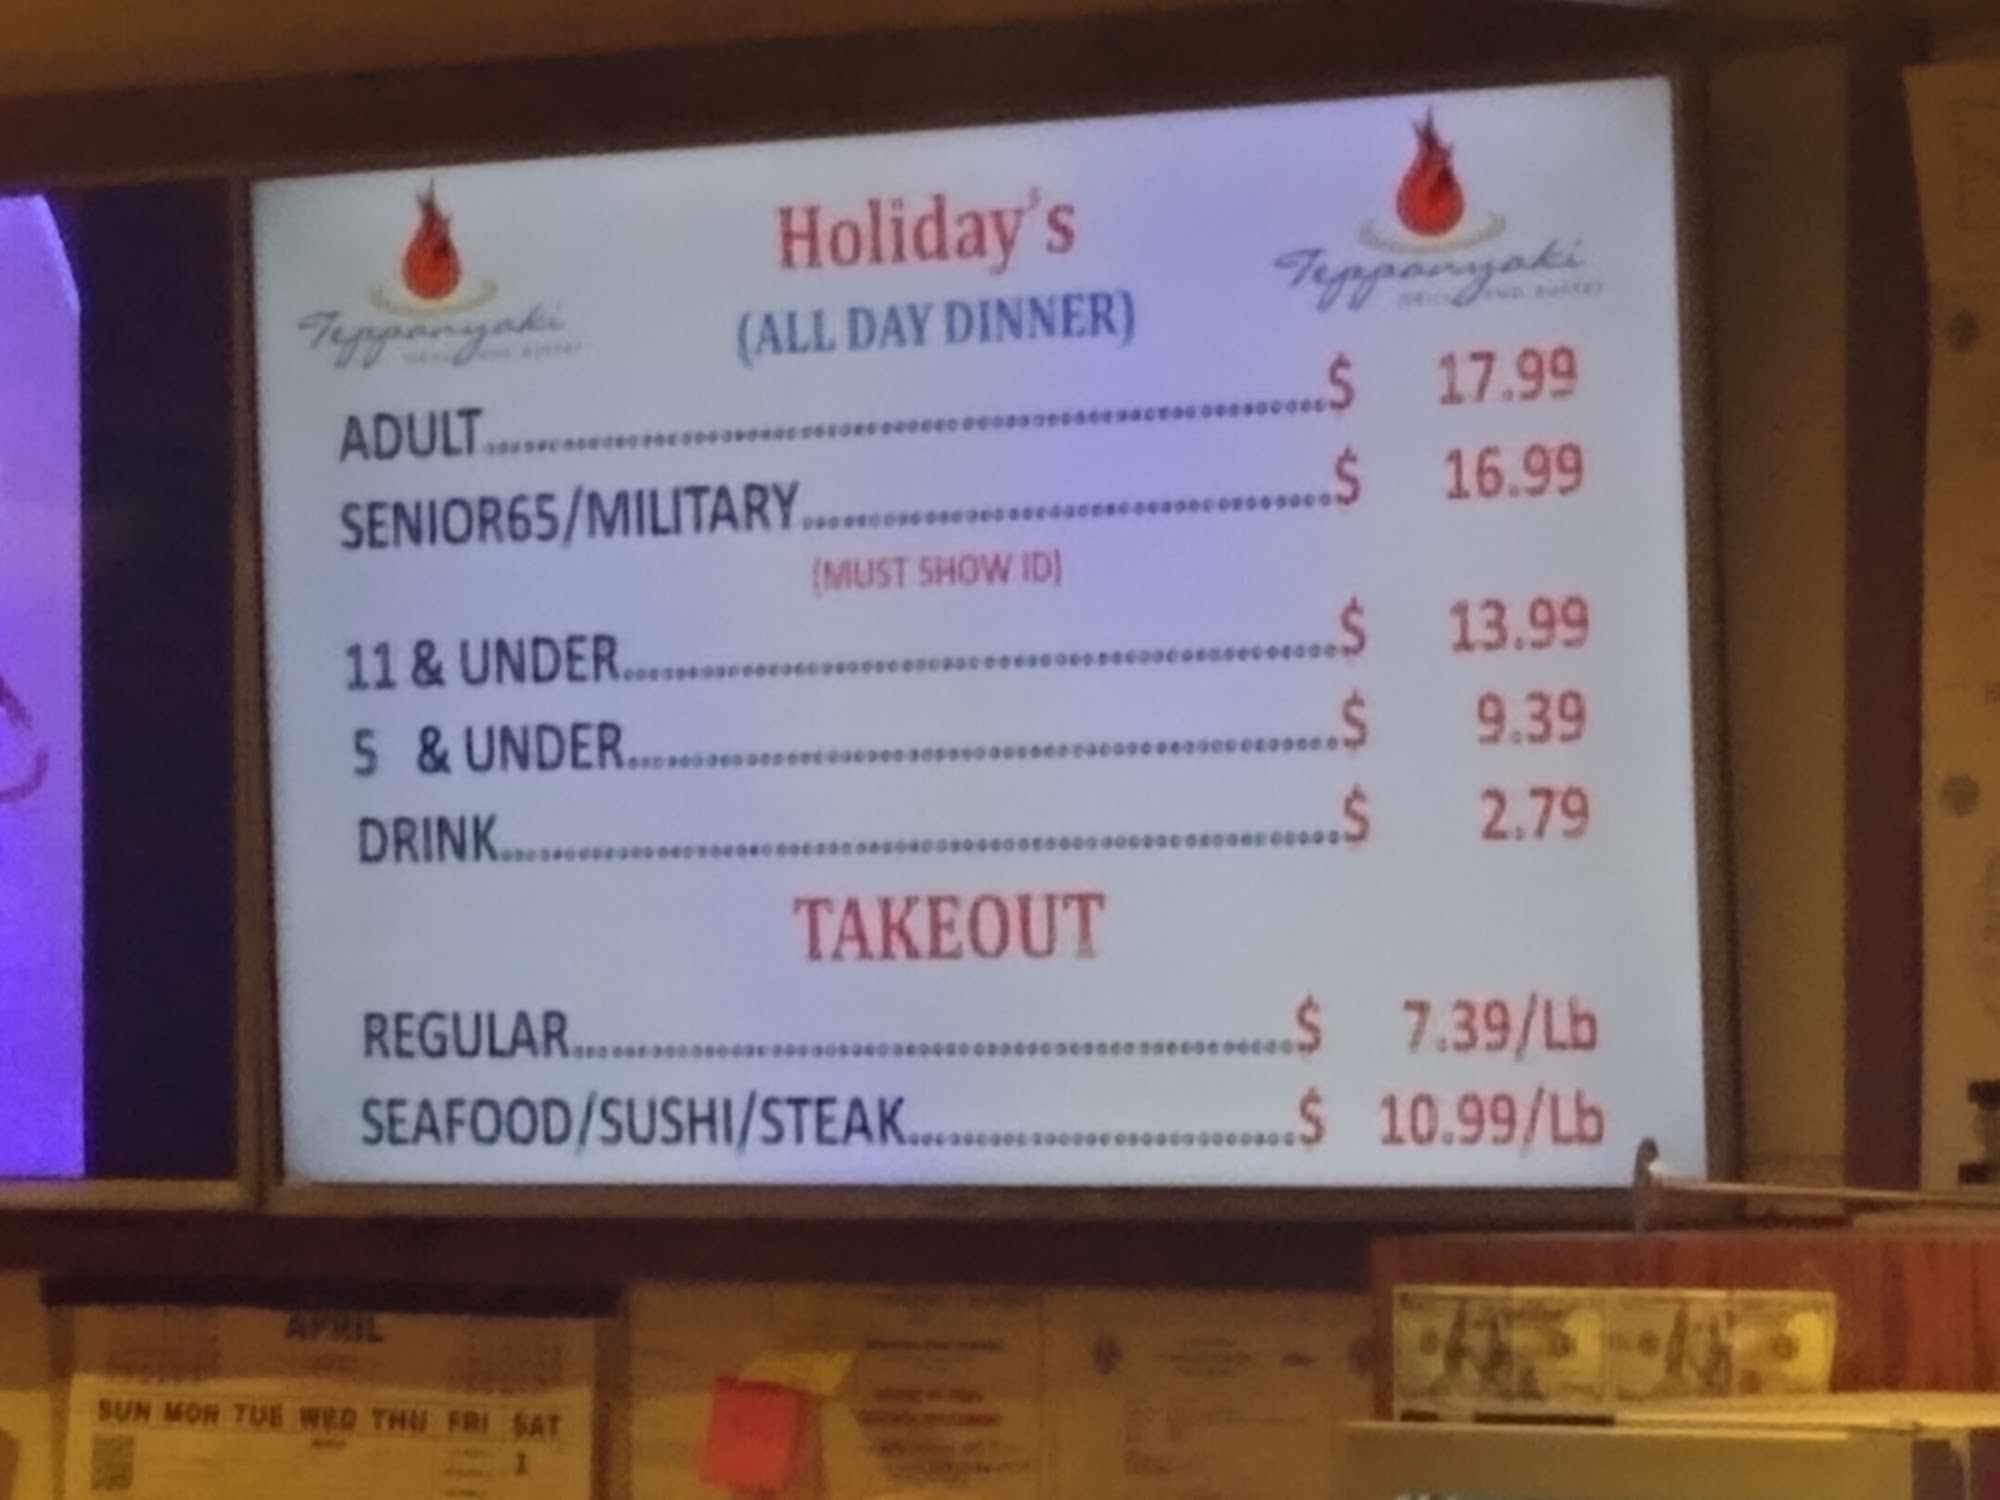 Teppanyaki
Holiday's
Teppanyaki
(ALL DAY DINNER)
ADULT....................$ 17.99
SENIOR65/MILITARY....................$ 16.99
(MUST SHOW ID)
11 & UNDER....................$ 13.99
5 & UNDER....................$ 9.39
DRINK....................$ 2.79
TAKEOUT
REGULAR....................$ 7.39/Lb
SEAFOOD/SUSHI/STEAK....................$ 10.99/Lb
APRIL
SUN MON TUE WED THU FRI SAT
1